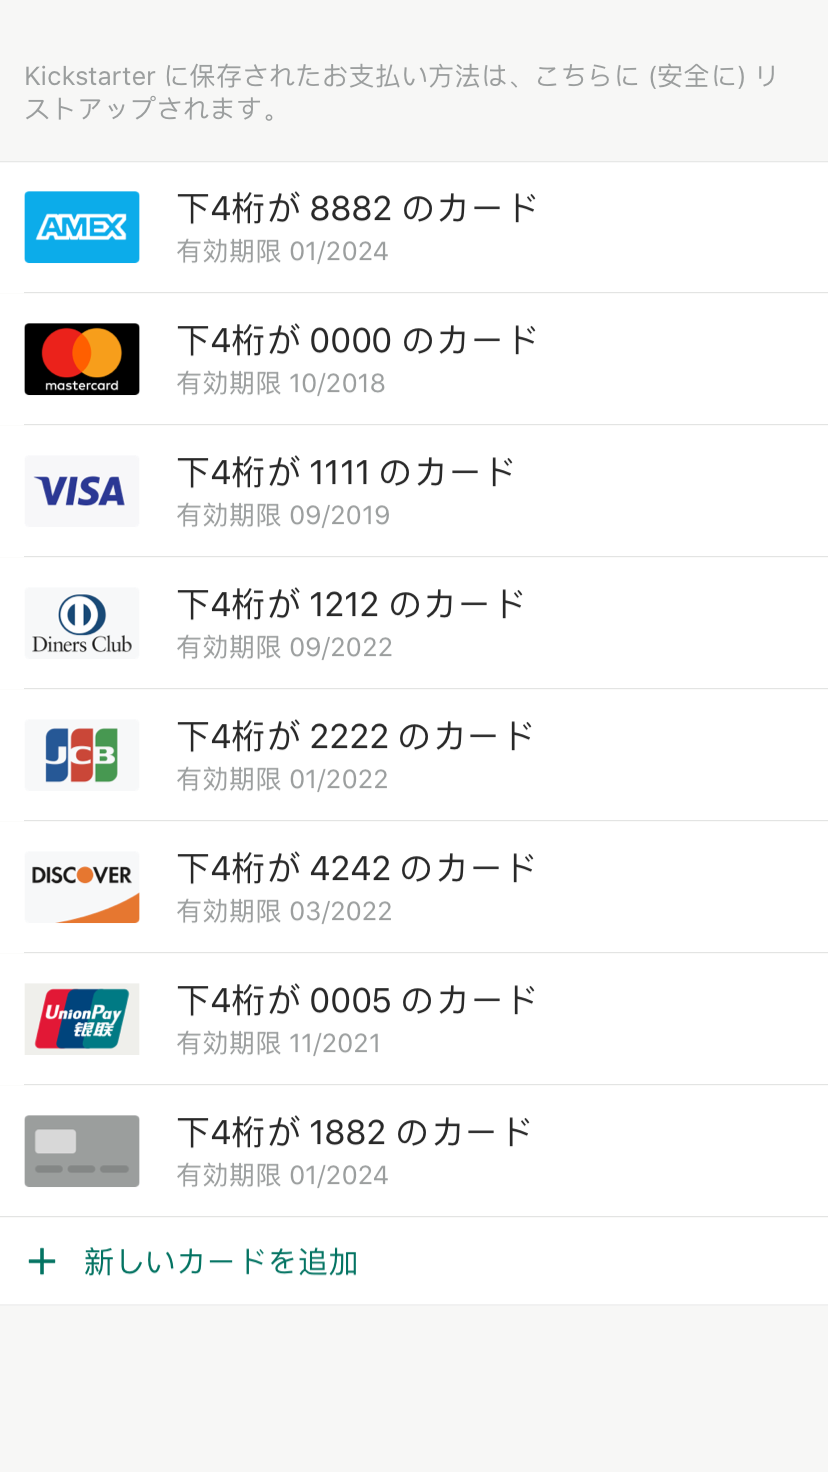 Kickstarter に保存されたお支払い方法は、こちらに (安全に) リ
ストアップされます。
AMEX
下4桁が 8882 のカード
有効期限 01/2024
mastercard
下4桁が 0000 のカード
有効期限 10/2018
VISA
下4桁が 1111 のカード
有効期限 09/2019
Diners Club
下4桁が 1212 のカード
有効期限 09/2022
JCB
下4桁が 2222 のカード
有効期限 01/2022
DISCOVER
下4桁が 4242 のカード
有効期限 03/2022
UnionPay
银联
下4桁が 0005 のカード
有効期限 11/2021
下4桁が 1882 のカード
有効期限 01/2024
+ 新しいカードを追加